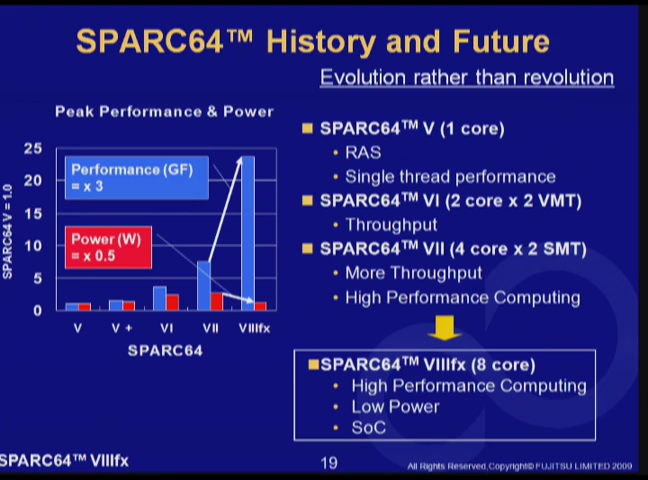 SPARC64™ History and Future
Evolution rather than revolution
Peak Performance & Power
SPARC64 V = 1.0
25
20
15
10
5
0
Performance (GF)
= x 3
Power (W)
= x 0.5
V
V +
VI
VII
VIIIfx
SPARC64
SPARC64™ V (1 core)
• RAS
• Single thread performance
SPARC64™ VI (2 core x 2 VMT)
• Throughput
SPARC64™ VII (4 core x 2 SMT)
• More Throughput
• High Performance Computing
SPARC64™ VIIIfx (8 core)
• High Performance Computing
• Low Power
• SoC
SPARC64™ VIIIfx
19
All Rights Reserved,Copyright© FUJITSU LIMITED 2009